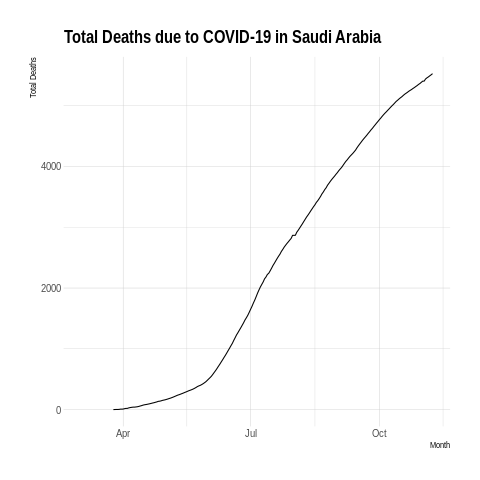 Total Deaths due to COVID-19 in Saudi Arabia
Total Deaths
4000
2000
0
Apr
Jul
Oct
Month